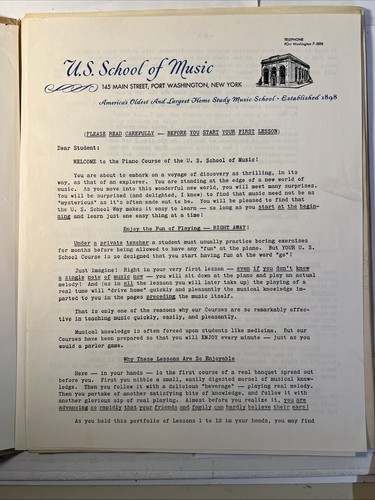 TELEPHONE
PORT Washington 7-
U.S. School of Music
145 MAIN STREET, PORT WASHINGTON, NEW YORK
America's Oldest And Largest Home Study Music School - Established 1898
(PLEASE READ CAREFULLY -- BEFORE YOU START YOUR FIRST LESSON)
Dear Student:
WELCOME to the Piano Course of the U. S. School of Music!
You are about to embark on a voyage of discovery as thrilling, in its
way, as that of an explorer. You are standing at the edge of a new world of
music. As you move into this wonderful new world, you will meet many surprises.
You will be surprised (and delighted, I know) to find that music need not be as
"mysterious" as it's often made out to be. You will be pleased to find that
the U. S. School Way makes it easy to learn -- so long as you start at the begin-
ning and learn just one easy thing at a time!
Enjoy the Fun of Playing -- RIGHT AWAY!
Under a private teacher a student must usually practice boring exercises
for months before being allowed to have any "fun" at the piano. But YOUR U. S.
School Course is so designed that you start having fun at the word "go"!
Just imagine! Right in your very first lesson -- even if you don't know
a single note of music now -- you will sit down at the piano and play an actual
melody! And (as in all the lessons you will later take up) the playing of a
real tune will "drive home" quickly and pleasantly the musical knowledge im-
parted to you in the pages preceding the music itself.
That is only one of the reasons why our Courses are so remarkably effec-
tive in teaching music quickly, easily, and pleasantly.
Musical knowledge is often forced upon students like medicine. But our
Courses have been prepared so that you will ENJOY every minute -- just as you
would a parlor game.
Why These Lessons Are So Enjoyable
Here -- in your hands -- is the first course of a real banquet spread out
before you. First you nibble a small, easily digested morsel of musical know-
ledge. Then you follow it with a delicious "beverage" -- playing real melody.
Then you partake of another satisfying bits of knowledge, and follow it with
another glorious sip of real playing. Almost before you realize it, you are
advancing so rapidly that your friends and family can hardly believe their ears!
As you hold this portfolio of Lessons 1 to 12 in your hands, you may find